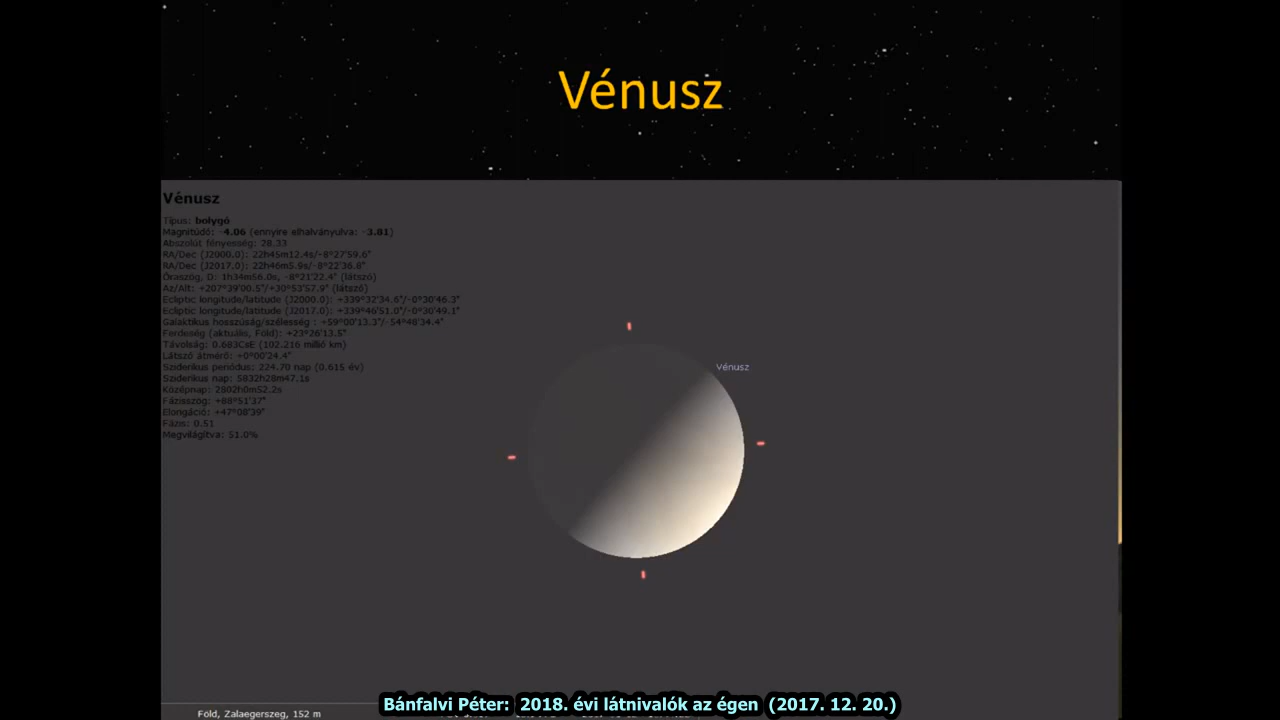 Vénusz
Vénusz
Típus: bolygó
Magnitúdó: -4.06 (ennyire elhalványulva: -3.81)
Abszolút fényesség: 28.33
RA/Dec (J2000.0): 22h45m12.4s/-8°27'59.6"
RA/Dec (J2017.0): 22h46m5.9s/-8°22'36.8"
Óraszög, D: 1h34m56.0s, -8°21'22.4" (látszó)
Az/Alt: +207°39'00.5"/+30°53'57.9" (látszó)
Ecliptic longitude/latitude (J2000.0): +339°32'34.6"/-0°30'46.3"
Ecliptic longitude/latitude (J2017.0): +339°46'51.0"/-0°30'49.1"
Galaktikus hosszúság/szélesség : +59°00'13.3"/-54°48'34.4"
Ferdeség (aktuális, Föld): +23°26'13.5"
Távolság: 0.683CsE (102.216 millió km)
Látszó átmérő: +0°00'24.4"
Sziderikus periódus: 224.70 nap (0.615 év)
Sziderikus nap: 5832h28m47.1s
Középnap: 2802h0m52.2s
Fázisszög: +88°51'37"
Elongáció: +47°08'39"
Fázis: 0.51
Megvilágítva: 51.0%
Vénusz
Föld, Zalaegerszeg, 152 m
Bánfalvi Péter: 2018. évi látnivalók az égen (2017. 12. 20.)